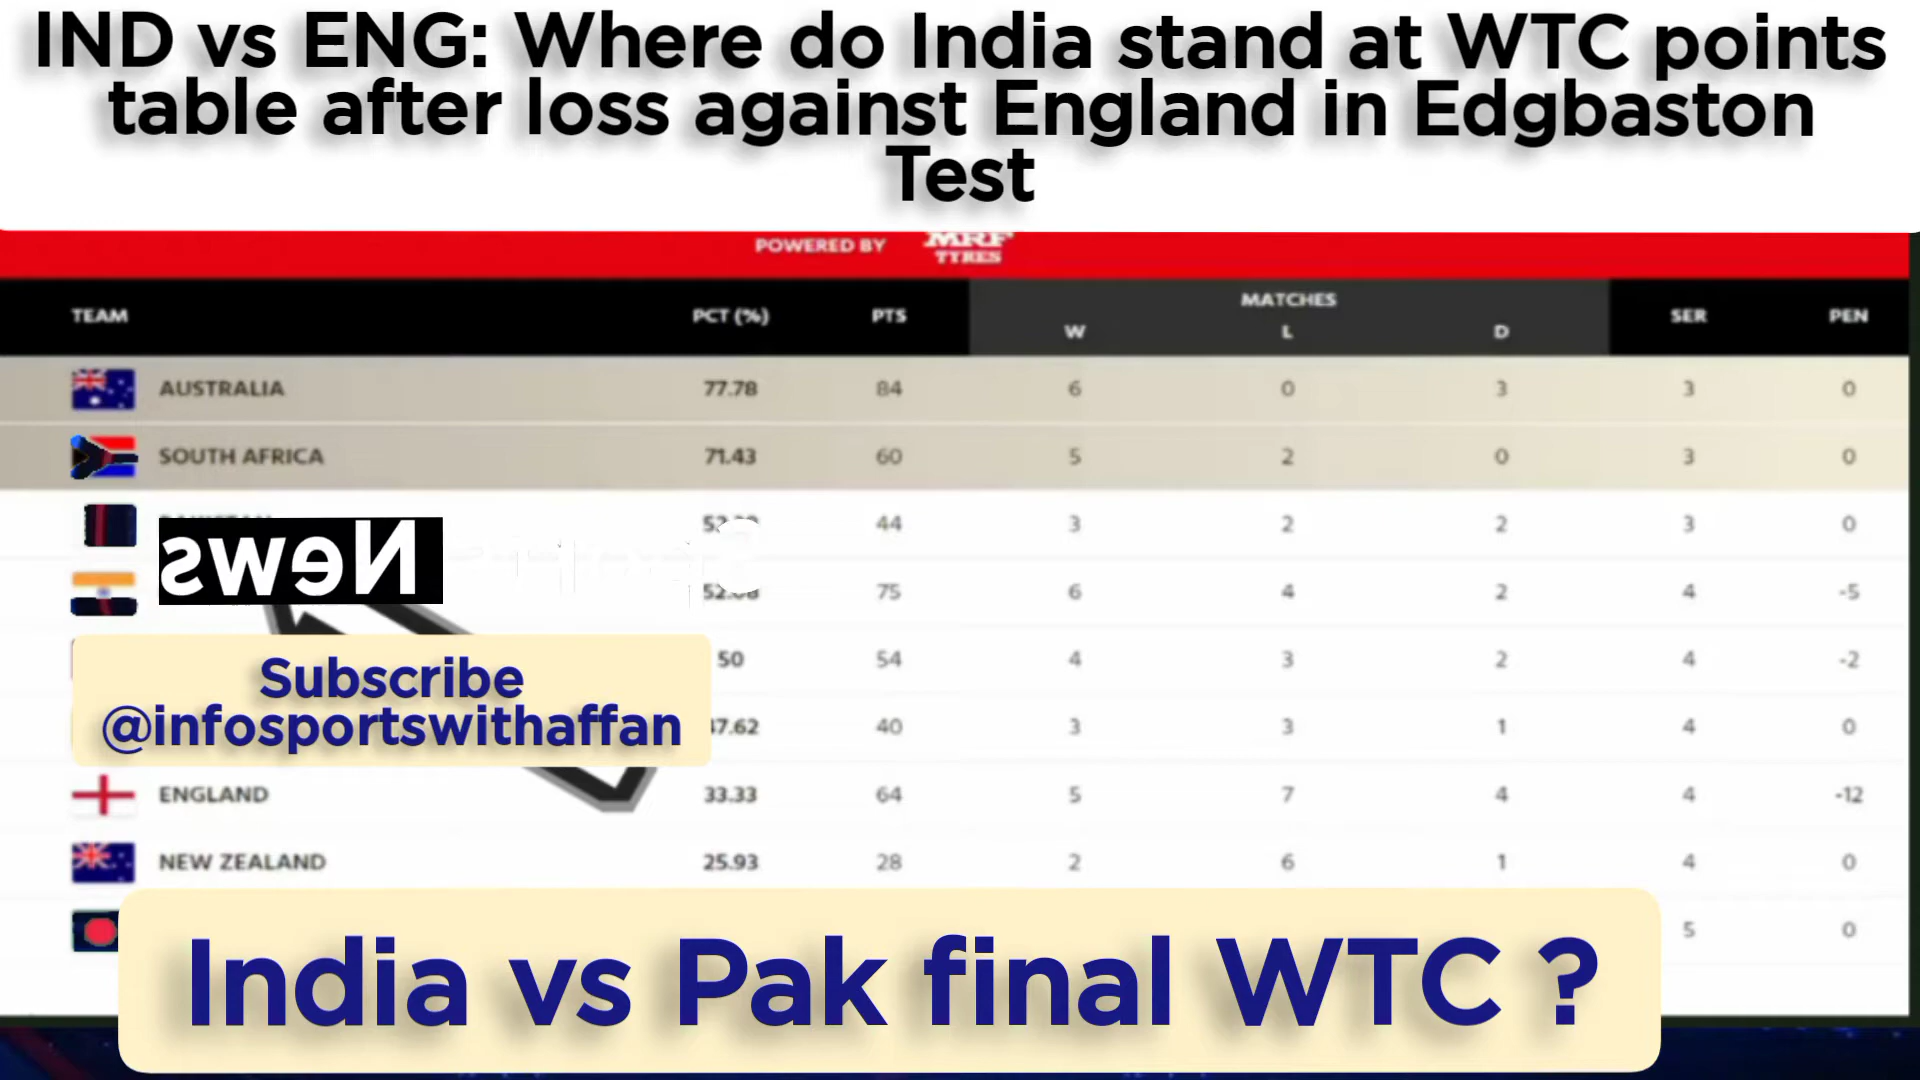 IND vs ENG: Where do India stand at WTC points
table after loss against England in Edgbaston
Test
POWERED BY MRF TYRES
TEAM PCT (%) PTS MATCHES W L D SER PEN
AUSTRALIA 77.78 84 6 0 3 3 0
SOUTH AFRICA 71.43 60 5 2 0 3 0
44 3 2 2 3 0
News
75 6 4 2 4 -5
50 54 4 3 2 4 -2
Subscribe
@infosportswithaffan
47.62 40 3 3 1 4 0
ENGLAND 33.33 64 5 7 4 4 -12
NEW ZEALAND 25.93 28 2 6 1 4 0
5 0
India vs Pak final WTC ?